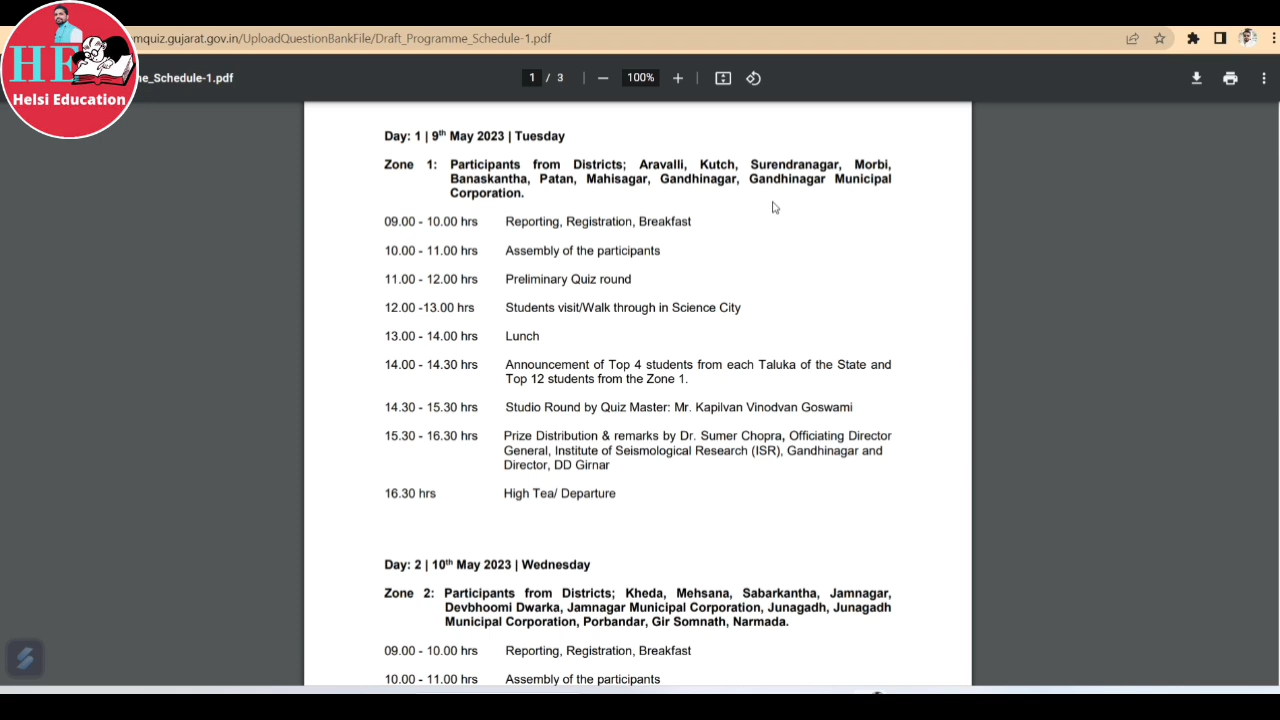 HE
Helsi Education
mquiz.gujarat.gov.in/UploadQuestionBankFile/Draft_Programme_Schedule-1.pdf
e_Schedule-1.pdf
1 / 3
100%
Day: 1 | 9th May 2023 | Tuesday
Zone 1: Participants from Districts; Aravalli, Kutch, Surendranagar, Morbi,
Banaskantha, Patan, Mahisagar, Gandhinagar, Gandhinagar Municipal
Corporation.
09.00 - 10.00 hrs Reporting, Registration, Breakfast
10.00 - 11.00 hrs Assembly of the participants
11.00 - 12.00 hrs Preliminary Quiz round
12.00 -13.00 hrs Students visit/Walk through in Science City
13.00 - 14.00 hrs Lunch
14.00 - 14.30 hrs Announcement of Top 4 students from each Taluka of the State and
Top 12 students from the Zone 1.
14.30 - 15.30 hrs Studio Round by Quiz Master: Mr. Kapilvan Vinodvan Goswami
15.30 - 16.30 hrs Prize Distribution & remarks by Dr. Sumer Chopra, Officiating Director
General, Institute of Seismological Research (ISR), Gandhinagar and
Director, DD Girnar
16.30 hrs High Tea/ Departure
Day: 2 | 10th May 2023 | Wednesday
Zone 2: Participants from Districts; Kheda, Mehsana, Sabarkantha, Jamnagar,
Devbhoomi Dwarka, Jamnagar Municipal Corporation, Junagadh, Junagadh
Municipal Corporation, Porbandar, Gir Somnath, Narmada.
09.00 - 10.00 hrs Reporting, Registration, Breakfast
10.00 - 11.00 hrs Assembly of the participants